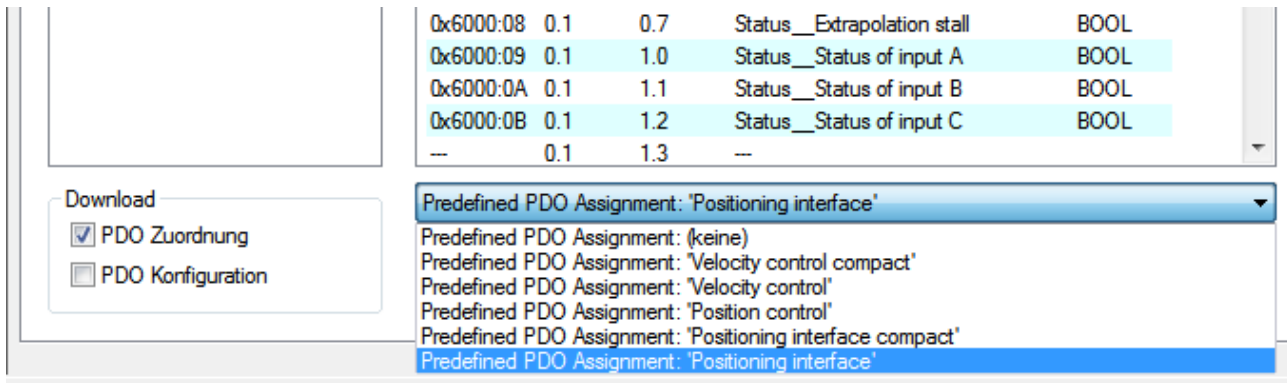 0x6000:08 0.1 0.7 Status__Extrapolation stall BOOL
0x6000:09 0.1 1.0 Status__Status of input A BOOL
0x6000:0A 0.1 1.1 Status__Status of input B BOOL
0x6000:0B 0.1 1.2 Status__Status of input C BOOL
--- 0.1 1.3 ---
Download
PDO Zuordnung
PDO Konfiguration
Predefined PDO Assignment: 'Positioning interface'
Predefined PDO Assignment: (keine)
Predefined PDO Assignment: 'Velocity control compact'
Predefined PDO Assignment: 'Velocity control'
Predefined PDO Assignment: 'Position control'
Predefined PDO Assignment: 'Positioning interface compact'
Predefined PDO Assignment: 'Positioning interface'